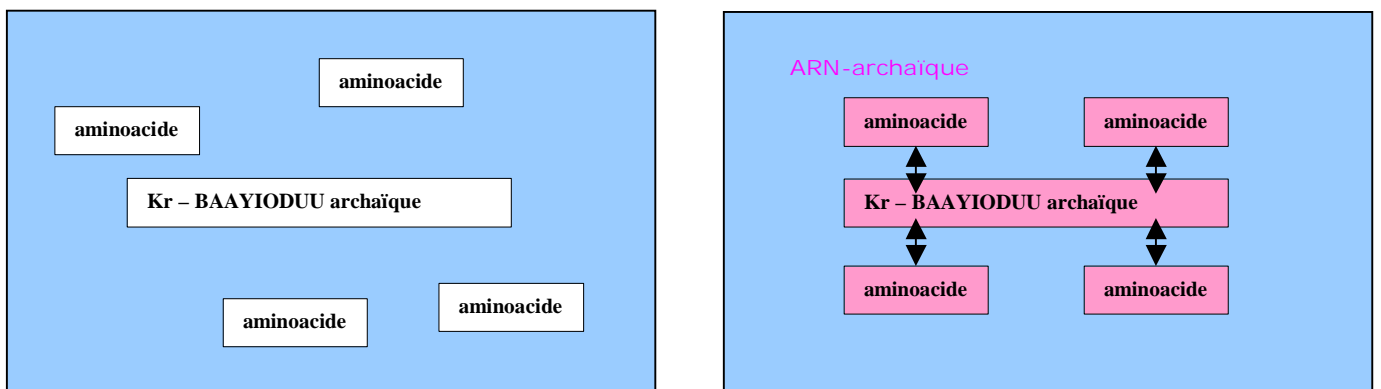 aminoacide
aminoacide
Kr – BAAYIODUU archaïque
aminoacide
aminoacide
ARN-archaïque
aminoacide aminoacide
Kr – BAAYIODUU archaïque
aminoacide aminoacide